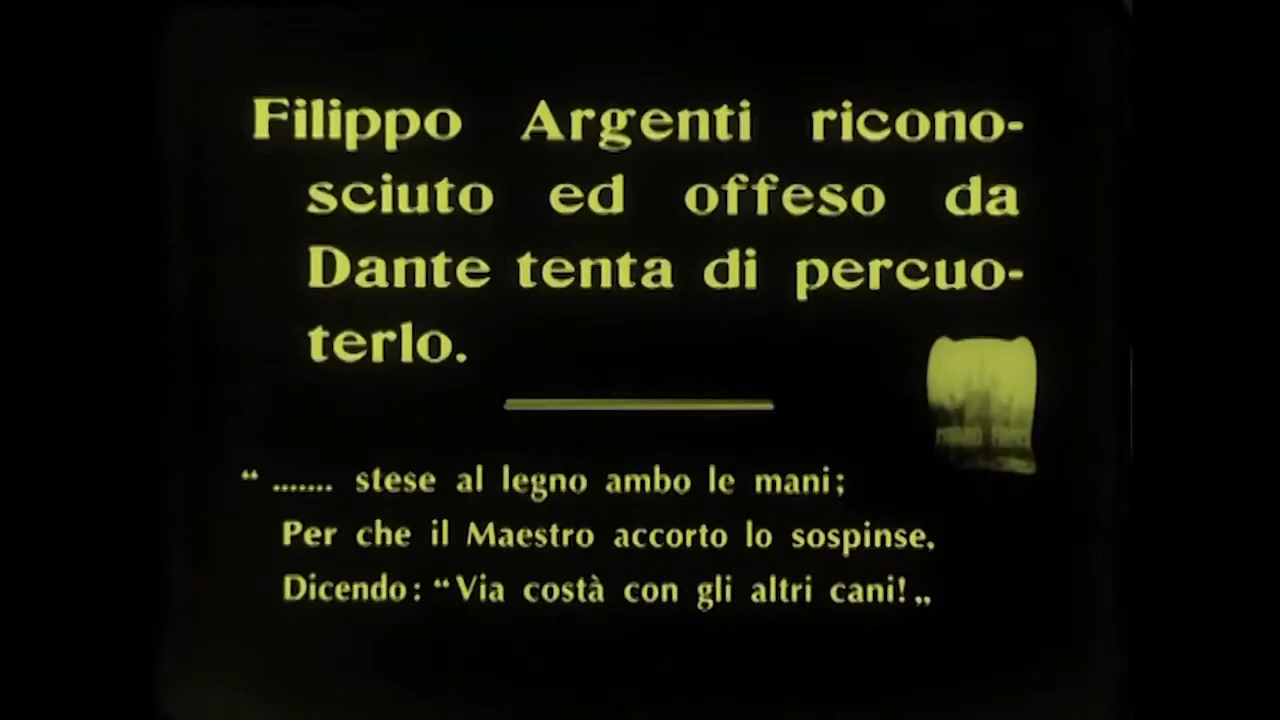 Filippo Argenti ricono-
sciuto ed offeso da
Dante tenta di percuo-
terlo.
“ ....... stese al legno ambo le mani;
Per che il Maestro accorto lo sospinse,
Dicendo: “Via costà con gli altri cani!„